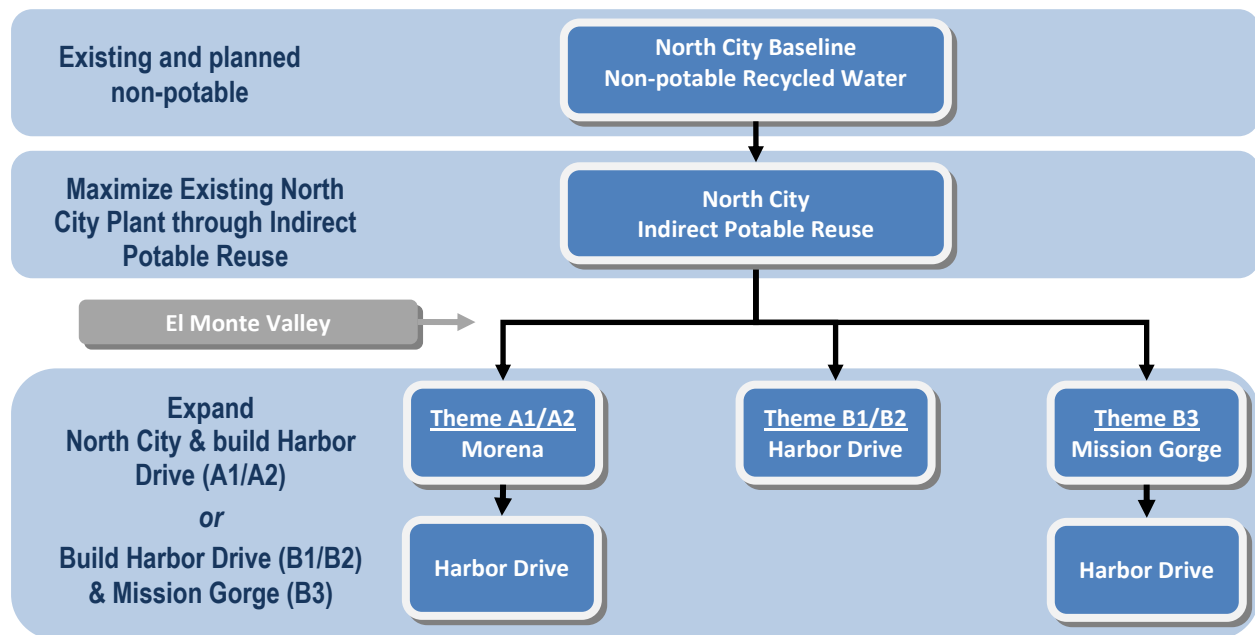 Existing and planned
non-potable
North City Baseline
Non-potable Recycled Water
Maximize Existing North
City Plant through Indirect
Potable Reuse
North City
Indirect Potable Reuse
El Monte Valley
Expand
North City & build Harbor
Drive (A1/A2)
or
Build Harbor Drive (B1/B2)
& Mission Gorge (B3)
Theme A1/A2
Morena
Theme B1/B2
Harbor Drive
Theme B3
Mission Gorge
Harbor Drive
Harbor Drive